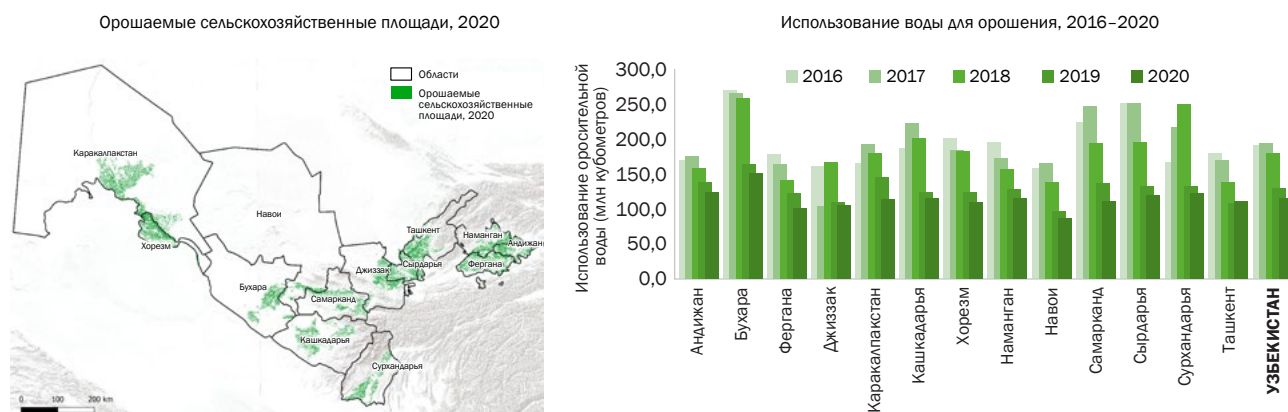 Орошаемые сельскохозяйственные площади, 2020
Области
Орошаемые
сельскохозяйственные
площади, 2020
Каракалпакстан
Хорезм
Навои
Ташкент
Наманган
Андижан
Фергана
Джиззак
Сырдарья
Бухара
Самарканд
Кашкадарья
Сурхандарья
0 100 200 km
Использование воды для орошения, 2016–2020
Использование оросительной
воды (млн кубометров)
2016 2017 2018 2019 2020
300,0
250,0
200,0
150,0
100,0
50,0
0,0
Андижан
Бухара
Фергана
Джиззак
Каракалпакстан
Кашкадарья
Хорезм
Наманган
Навои
Самарканд
Сырдарья
Сурхандарья
Ташкент
УЗБЕКИСТАН